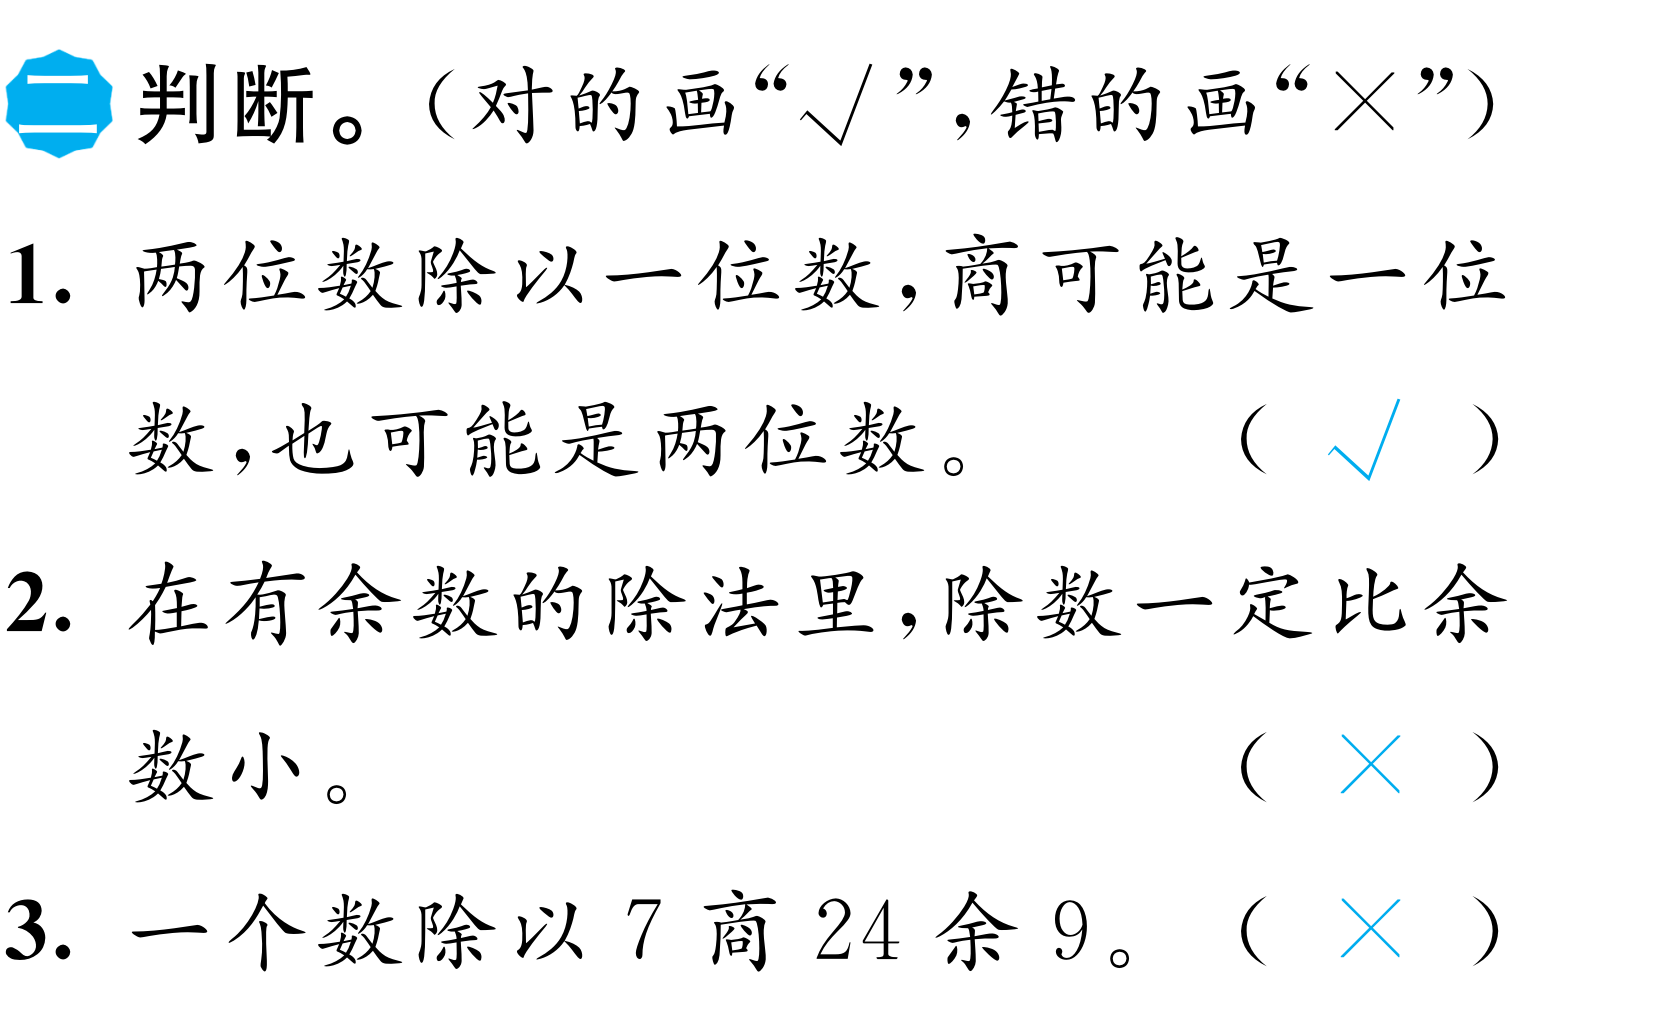 二 判断。(对的画“√”,错的画“×”)
1. 两位数除以一位数,商可能是一位
数,也可能是两位数。 ( √ )
2. 在有余数的除法里,除数一定比余
数小。 ( × )
3. 一个数除以 7 商 24 余 9。 ( × )